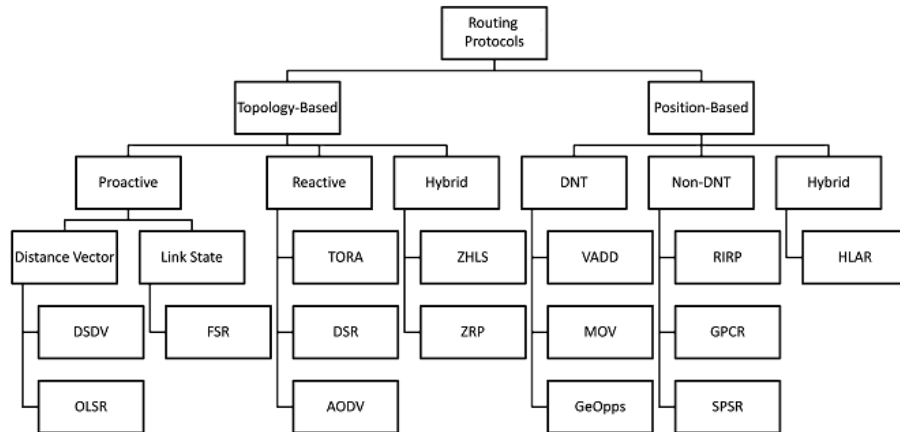 Routing
Protocols
Topology-Based
Position-Based
Proactive
Reactive
Hybrid
DNT
Non-DNT
Hybrid
Distance Vector
Link State
TORA
ZHLS
VADD
RIRP
HLAR
DSDV
FSR
DSR
ZRP
MOV
GPCR
OLSR
AODV
GeOpps
SPSR